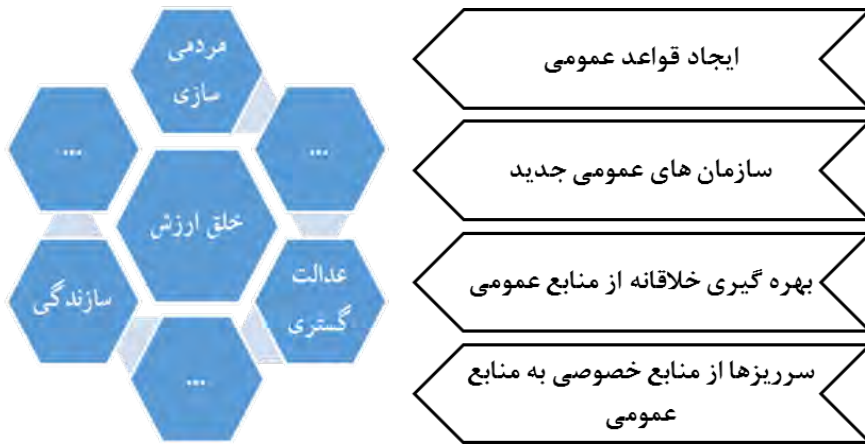 ایجاد قواعد عمومی
سازمان های عمومی جدید
بهره گیری خلاقانه از منابع عمومی
سرریزها از منابع خصوصی به منابع
عمومی
مردمی
سازی
...
...
خلق ارزش
عدالت
گستری
سازندگی
...